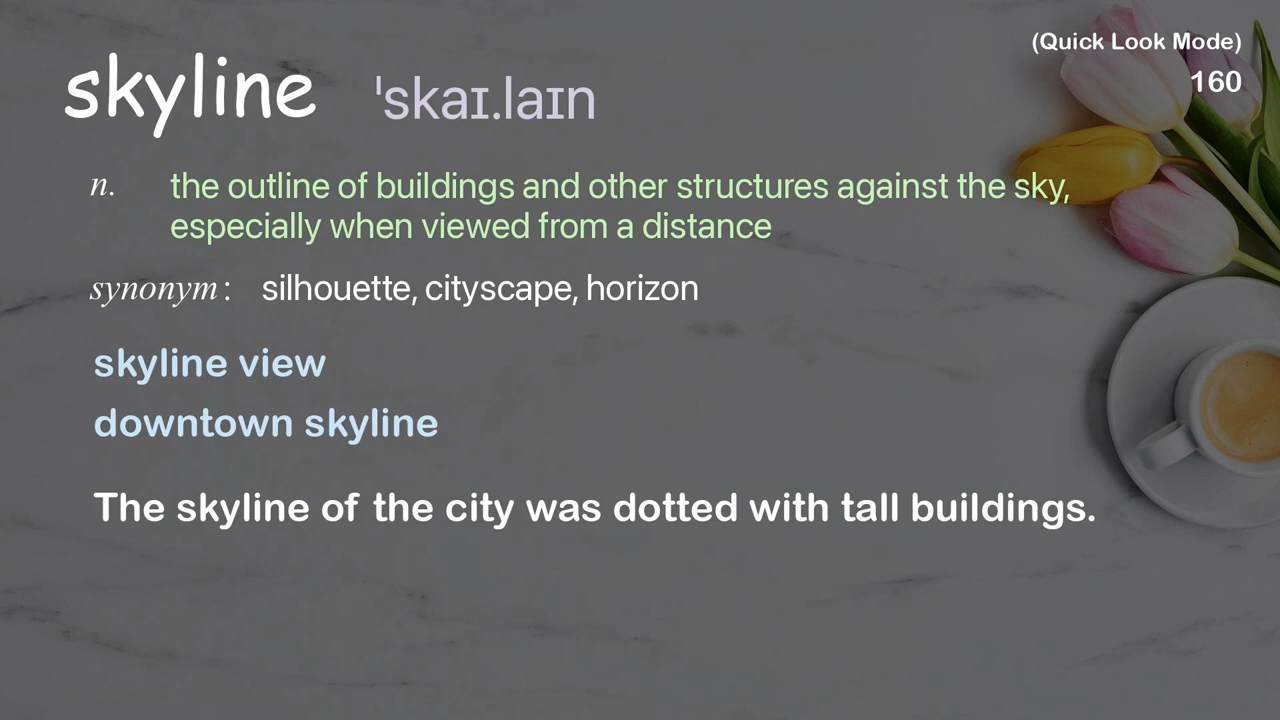 (Quick Look Mode)
160
skyline ˈskaɪ.laɪn
n. the outline of buildings and other structures against the sky,
especially when viewed from a distance
synonym: silhouette, cityscape, horizon
skyline view
downtown skyline
The skyline of the city was dotted with tall buildings.